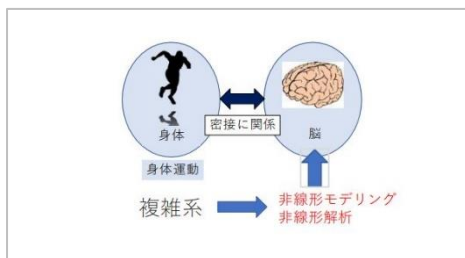 身体
脳
密接に関係
身体運動
複雑系
非線形モデリング
非線形解析